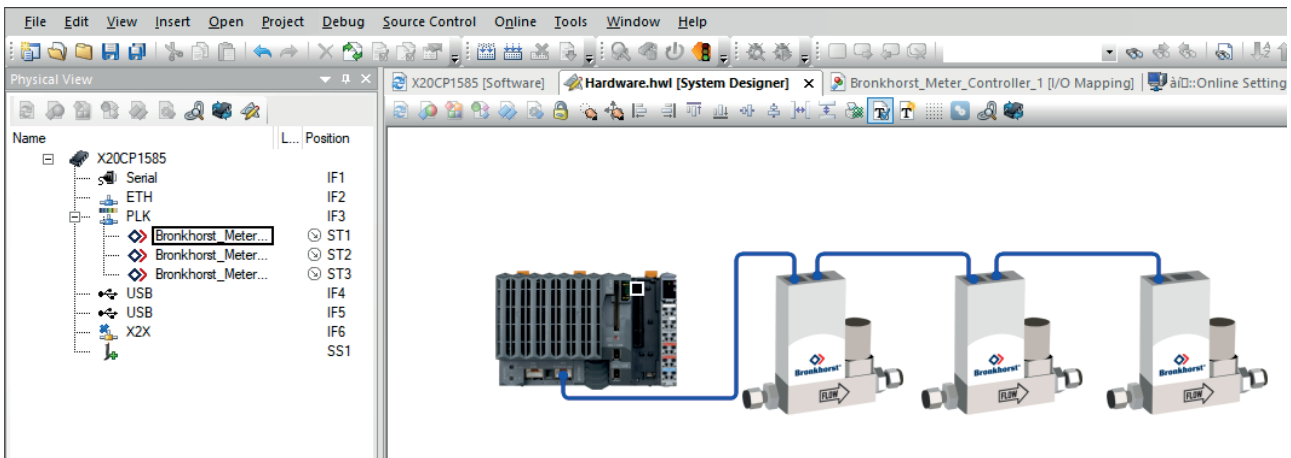 File Edit View Insert Open Project Debug Source Control Online Tools Window Help
Physical View
X20CP1585 [Software] Hardware.hwl [System Designer] X Bronkhorst_Meter_Controller_1 [I/O Mapping] Online Setting
Name L... Position
X20CP1585
Serial IF1
ETH IF2
PLK IF3
Bronkhorst_Meter... ST1
Bronkhorst_Meter... ST2
Bronkhorst_Meter... ST3
USB IF4
USB IF5
X2X IF6
SS1
Bronkhorst Bronkhorst Bronkhorst
FLOW FLOW FLOW